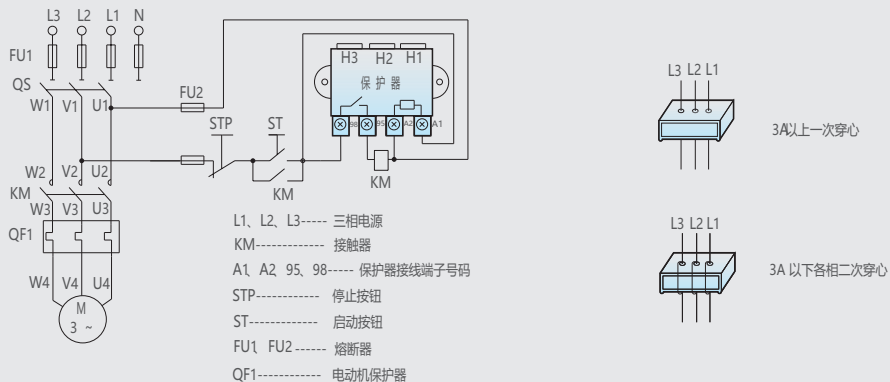 L3 L2 L1 N
FU1
QS
W1 V1 U1
FU2
STP ST
H3 H2 H1
保 护 器
98 95 A2 A1
KM
KM
W2 V2 U2
KM
W3 V3 U3
QF1
W4 V4 U4
M
3 ~
L1、L2、L3----- 三相电源
KM------------- 接触器
A1, A2, 95、98----- 保护器接线端子号码
STP------------ 停止按钮
ST------------- 启动按钮
FU1, FU2 ------ 熔断器
QF1------------ 电动机保护器
L3 L2 L1
3A以上一次穿心
L3 L2 L1
3A 以下各相二次穿心